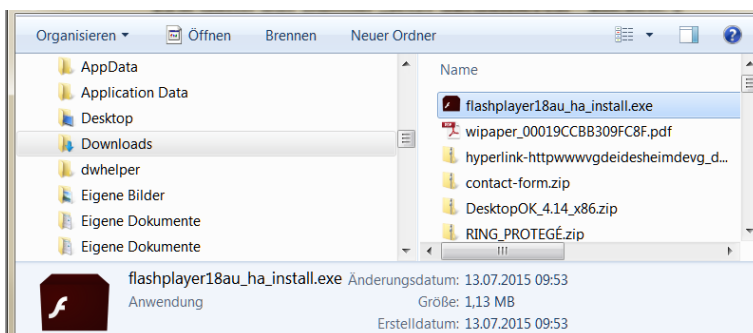 Organisieren Öffnen Brennen Neuer Ordner
AppData
Application Data
Desktop
Downloads
dwhelper
Eigene Bilder
Eigene Dokumente
Eigene Dokumente
Name
flashplayer18au_ha_install.exe
wipaper_00019CCBB309FC8F.pdf
hyperlink-httpwwwvgdeidesheimdevg_d...
contact-form.zip
DesktopOK_4.14_x86.zip
RING_PROTEGÉ.zip
flashplayer18au_ha_install.exe Änderungsdatum: 13.07.2015 09:53
Anwendung Größe: 1,13 MB
Erstelldatum: 13.07.2015 09:53